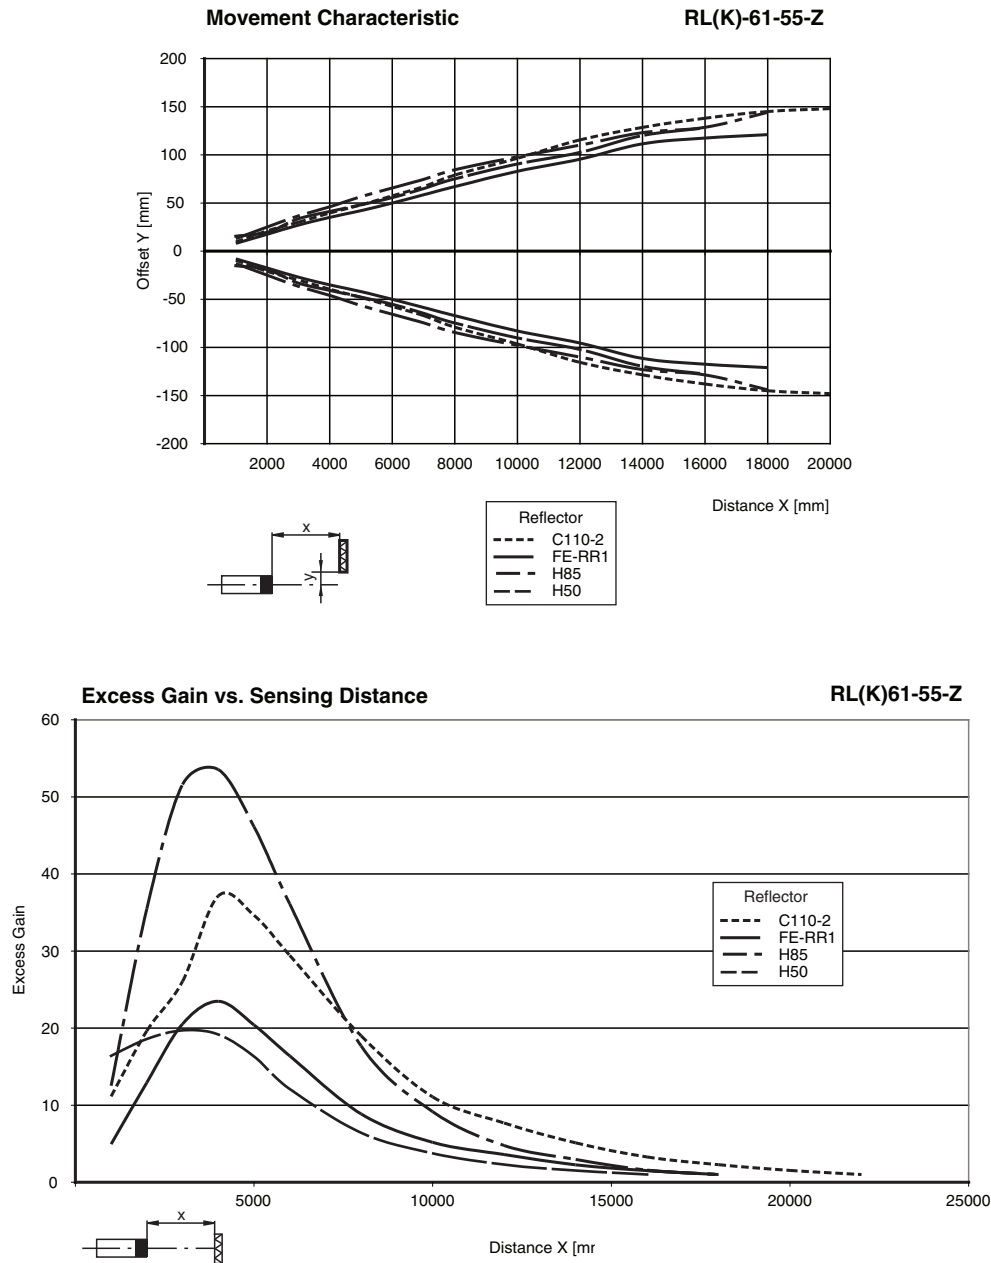 Movement Characteristic RL(K)-61-55-Z
200
150
100
50
0
-50
-100
-150
-200
Offset Y [mm]
2000 4000 6000 8000 10000 12000 14000 16000 18000 20000
Distance X [mm]
x
y
Reflector
C110-2
FE-RR1
H85
H50
Excess Gain vs. Sensing Distance RL(K)61-55-Z
60
50
40
30
20
10
0
Excess Gain
Reflector
C110-2
FE-RR1
H85
H50
5000 10000 15000 20000 25000
x
Distance X [mr